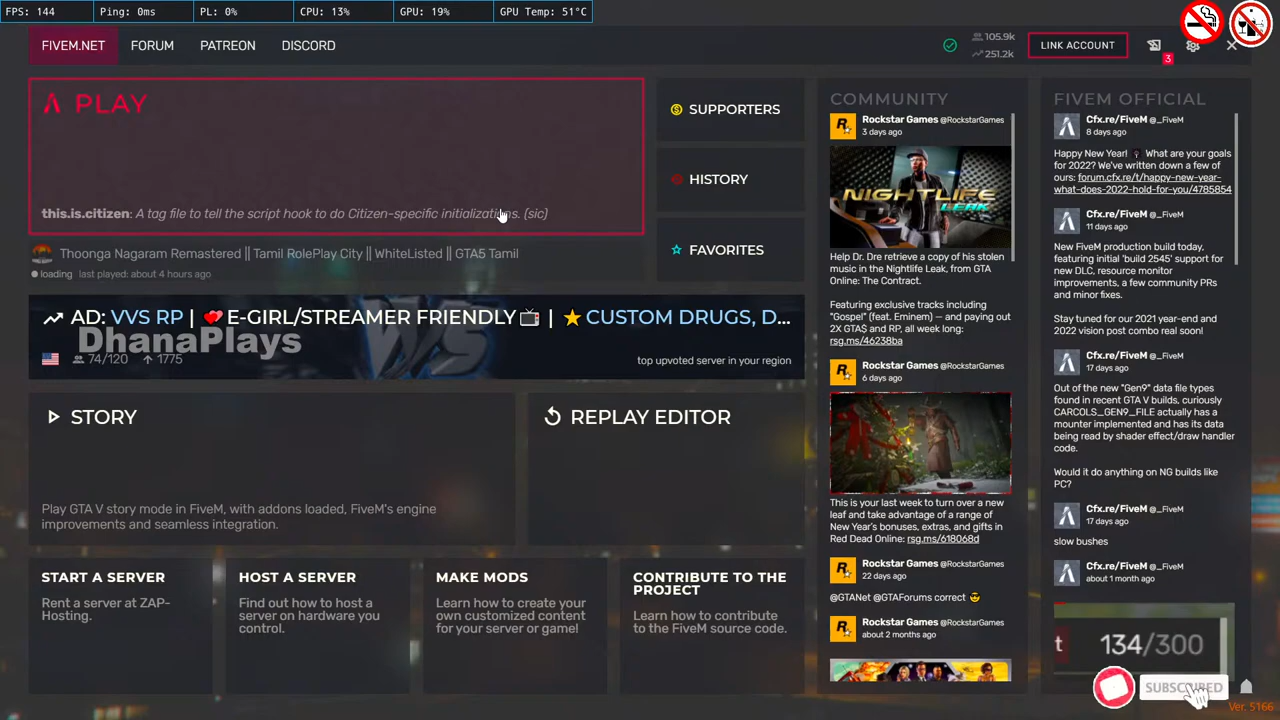 FPS: 144 Ping: 0ms PL: 0% CPU: 13% GPU: 19% GPU Temp: 51°C
FIVEM.NET FORUM PATREON DISCORD
105.9k
251.2k
LINK ACCOUNT
3
PLAY
this.is.citizen: A tag file to tell the script hook to do Citizen-specific initializations. (sic)
Thoonga Nagaram Remastered || Tamil RolePlay City || WhiteListed || GTA5 Tamil
loading last played: about 4 hours ago
SUPPORTERS
HISTORY
FAVORITES
AD: VVS RP | E-GIRL/STREAMER FRIENDLY | CUSTOM DRUGS, D...
DhanaPlays
74/120 1775
top upvoted server in your region
STORY
Play GTA V story mode in FiveM, with addons loaded, FiveM's engine
improvements and seamless integration.
REPLAY EDITOR
START A SERVER
Rent a server at ZAP-
Hosting.
HOST A SERVER
Find out how to host a
server on hardware you
control.
MAKE MODS
Learn how to create your
own customized content
for your server or game!
CONTRIBUTE TO THE
PROJECT
Learn how to contribute
to the FiveM source code.
COMMUNITY
Rockstar Games @RockstarGames
3 days ago
NIGHTLIFE
LEAK
Help Dr. Dre retrieve a copy of his stolen
music in the Nightlife Leak, from GTA
Online: The Contract.
Featuring exclusive tracks including
"Gospel" (feat. Eminem) — and paying out
2X GTA$ and RP, all week long:
rsg.ms/46238ba
Rockstar Games @RockstarGames
6 days ago
This is your last week to turn over a new
leaf and take advantage of a range of
New Year's bonuses, extras, and gifts in
Red Dead Online: rsg.ms/618068d
Rockstar Games @RockstarGames
22 days ago
@GTANet @GTAForums correct 😎
Rockstar Games @RockstarGames
about 2 months ago
FIVEM OFFICIAL
Cfx.re/FiveM @_FiveM
8 days ago
Happy New Year! What are your goals
for 2022? We've written down a few of
ours: forum.cfx.re/t/happy-new-year-
what-does-2022-hold-for-you/4785854
Cfx.re/FiveM @_FiveM
11 days ago
New FiveM production build today,
featuring initial 'build 2545' support for
new DLC, resource monitor
improvements, a few community PRs
and minor fixes.
Stay tuned for our 2021 year-end and
2022 vision post combo real soon!
Cfx.re/FiveM @_FiveM
17 days ago
Out of the new "Gen9" data file types
found in recent GTA V builds, curiously
CARCOLS_GEN9_FILE actually has a
mounter implemented and has its data
being read by shader effect/draw handler
code.
Would it do anything on NG builds like
PC?
Cfx.re/FiveM @_FiveM
17 days ago
slow bushes
Cfx.re/FiveM @_FiveM
about 1 month ago
t 134/300
SUBSCRIBED
Ver. 5166